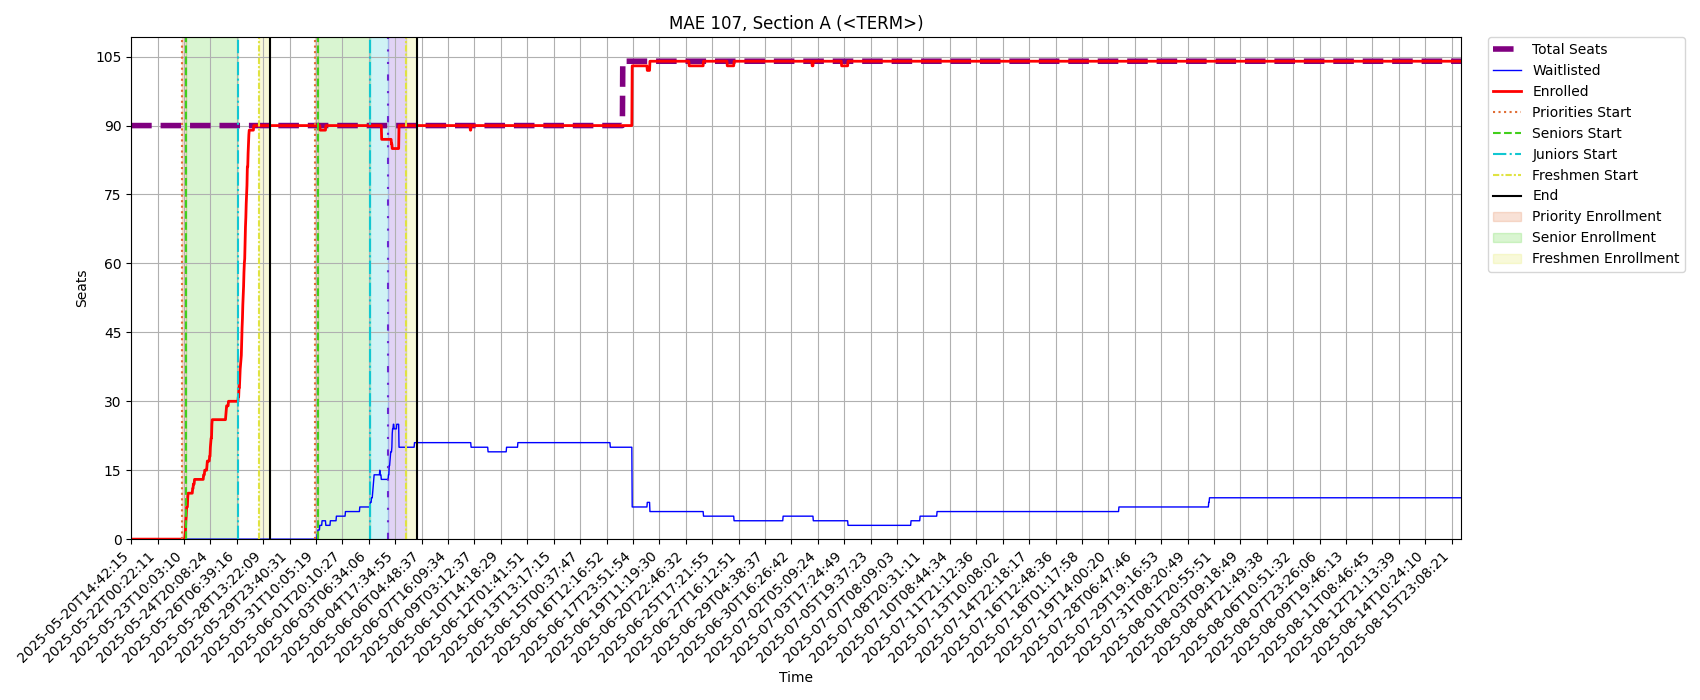 MAE 107, Section A (<TERM>)
105
90
75
60
45
30
15
0
Seats
2025-05-20T14:42:15
2025-05-22T00:22:11
2025-05-23T10:03:10
2025-05-24T20:08:24
2025-05-26T06:39:16
2025-05-28T13:22:09
2025-05-29T23:40:31
2025-05-31T10:05:19
2025-06-01T20:10:27
2025-06-03T06:34:06
2025-06-04T17:34:55
2025-06-06T04:48:37
2025-06-07T16:09:34
2025-06-09T03:12:37
2025-06-10T14:18:29
2025-06-12T01:41:51
2025-06-13T13:17:15
2025-06-15T00:37:47
2025-06-16T12:16:52
2025-06-17T23:51:54
2025-06-19T11:19:30
2025-06-20T22:46:32
2025-06-25T17:21:55
2025-06-27T16:12:51
2025-06-29T04:38:37
2025-06-30T16:26:42
2025-07-02T05:09:24
2025-07-03T17:24:49
2025-07-05T19:37:23
2025-07-07T08:09:03
2025-07-08T20:31:11
2025-07-10T08:44:34
2025-07-11T21:12:36
2025-07-13T10:08:02
2025-07-14T22:18:17
2025-07-16T12:48:36
2025-07-18T01:17:58
2025-07-19T14:00:20
2025-07-28T06:47:46
2025-07-29T19:16:53
2025-07-31T08:20:49
2025-08-01T20:55:51
2025-08-03T09:18:49
2025-08-04T21:49:38
2025-08-06T10:51:32
2025-08-07T23:26:06
2025-08-09T19:46:13
2025-08-11T08:46:45
2025-08-12T21:13:39
2025-08-14T10:24:10
2025-08-15T23:08:21
Time
Total Seats
Waitlisted
Enrolled
Priorities Start
Seniors Start
Juniors Start
Freshmen Start
End
Priority Enrollment
Senior Enrollment
Freshmen Enrollment